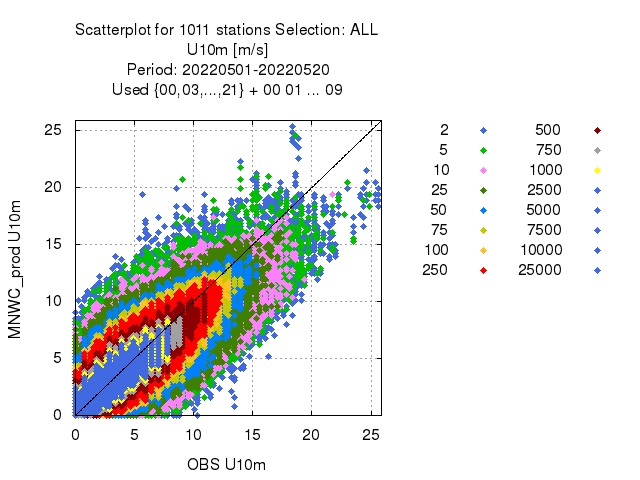 Scatterplot for 1011 stations Selection: ALL
U10m [m/s]
Period: 20220501-20220520
Used {00,03,...,21} + 00 01 ... 09
MNWC_prod U10m
25
20
15
10
5
0
0 5 10 15 20 25
OBS U10m
2 500
5 750
10 1000
25 2500
50 5000
75 7500
100 10000
250 25000